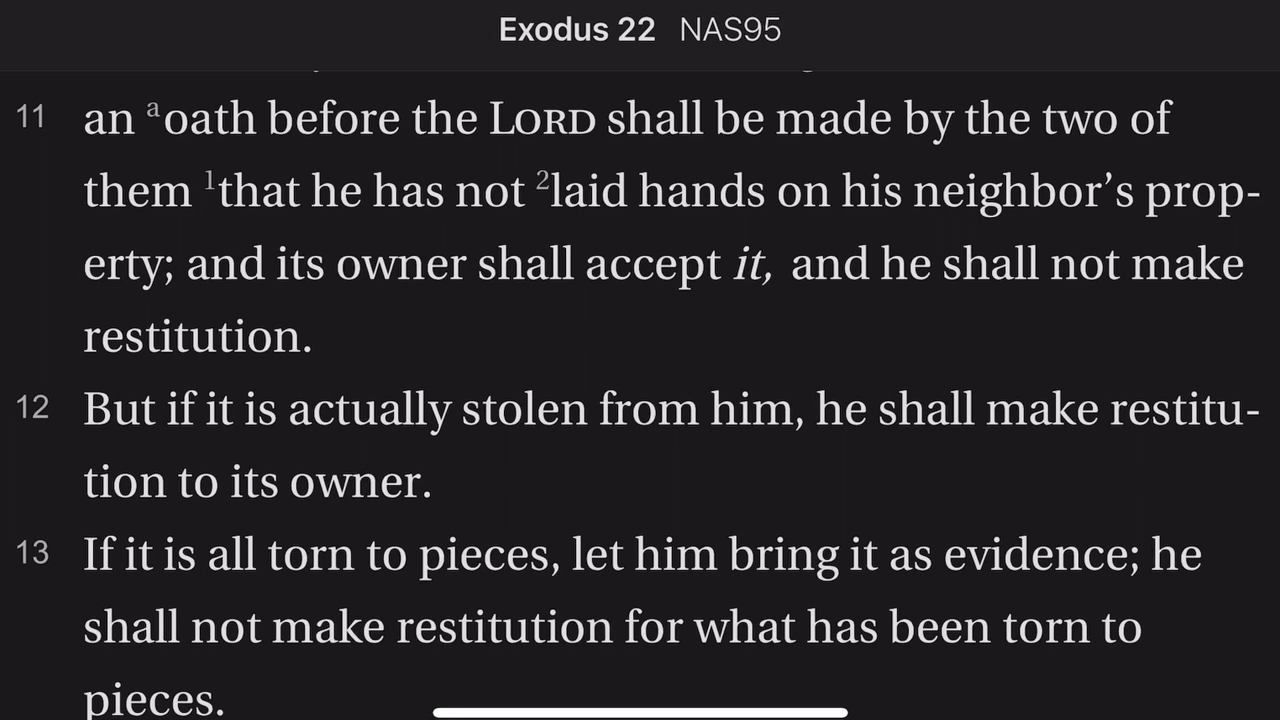 Exodus 22 NAS95
11 an ᵃoath before the LORD shall be made by the two of
them ¹that he has not ²laid hands on his neighbor’s prop-
erty; and its owner shall accept it, and he shall not make
restitution.
12 But if it is actually stolen from him, he shall make restitu-
tion to its owner.
13 If it is all torn to pieces, let him bring it as evidence; he
shall not make restitution for what has been torn to
pieces.